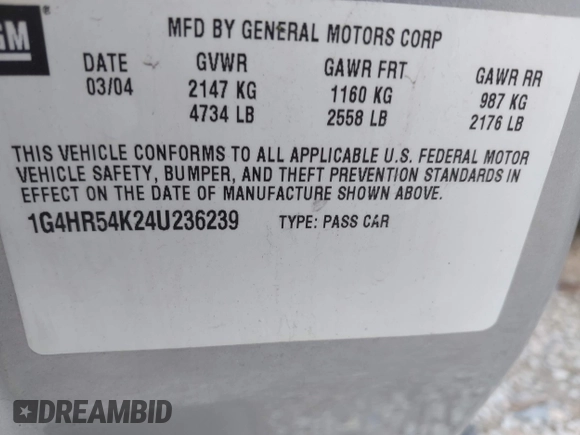 GM
MFD BY GENERAL MOTORS CORP
DATE GVWR GAWR FRT GAWR RR
03/04 2147 KG 1160 KG 987 KG
4734 LB 2558 LB 2176 LB
THIS VEHICLE CONFORMS TO ALL APPLICABLE U.S. FEDERAL MOTOR
VEHICLE SAFETY, BUMPER, AND THEFT PREVENTION STANDARDS IN
EFFECT ON THE DATE OF MANUFACTURE SHOWN ABOVE.
1G4HR54K24U236239 TYPE: PASS CAR
DREAMBID